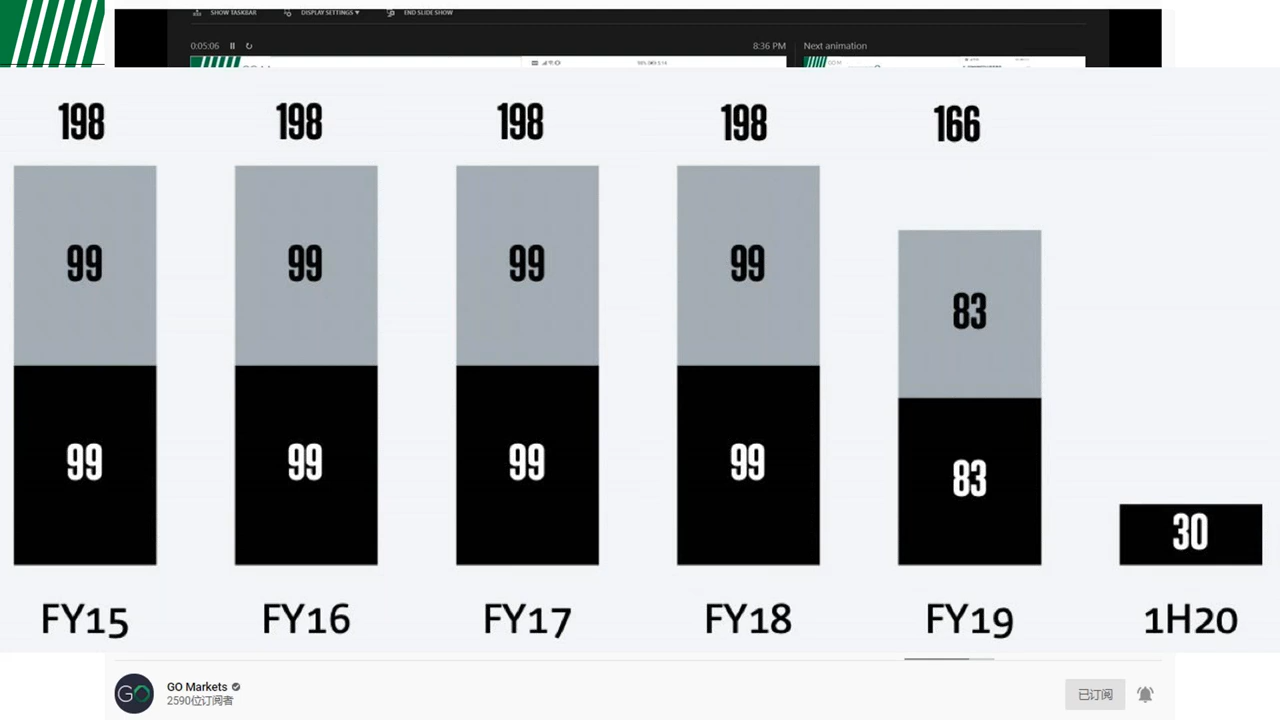 SHOW TASKBAR DISPLAY SETTINGS ▾ END SLIDE SHOW
0:05:06 8:36 PM Next animation
198 198 198 198 166
99 99 99 99 83
99 99 99 99 83 30
FY15 FY16 FY17 FY18 FY19 1H20
GO GO Markets
2590位订阅者
已订阅